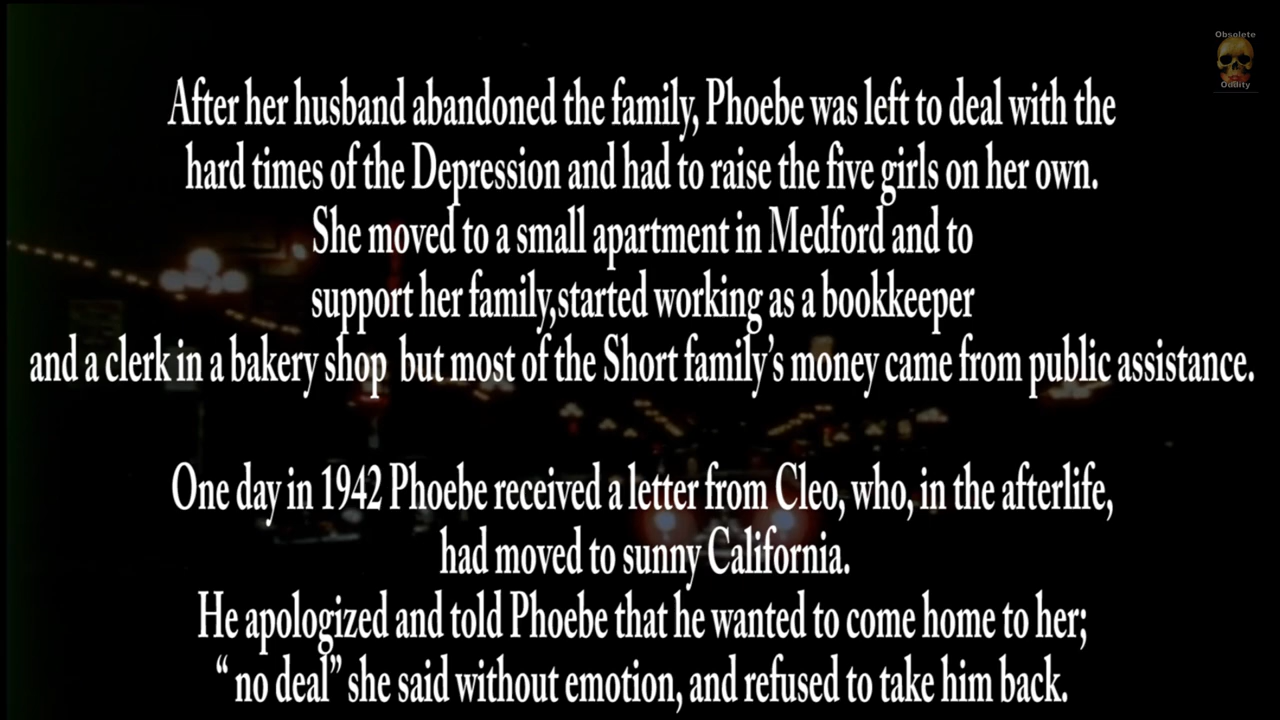 Obsolete
Oddity
After her husband abandoned the family, Phoebe was left to deal with the
hard times of the Depression and had to raise the five girls on her own.
She moved to a small apartment in Medford and to
support her family,started working as a bookkeeper
and a clerk in a bakery shop  but most of the Short family’s money came from public assistance.
One day in 1942 Phoebe received a letter from Cleo, who, in the afterlife,
had moved to sunny California.
He apologized and told Phoebe that he wanted to come home to her;
“ no deal” she said without emotion, and refused to take him back.